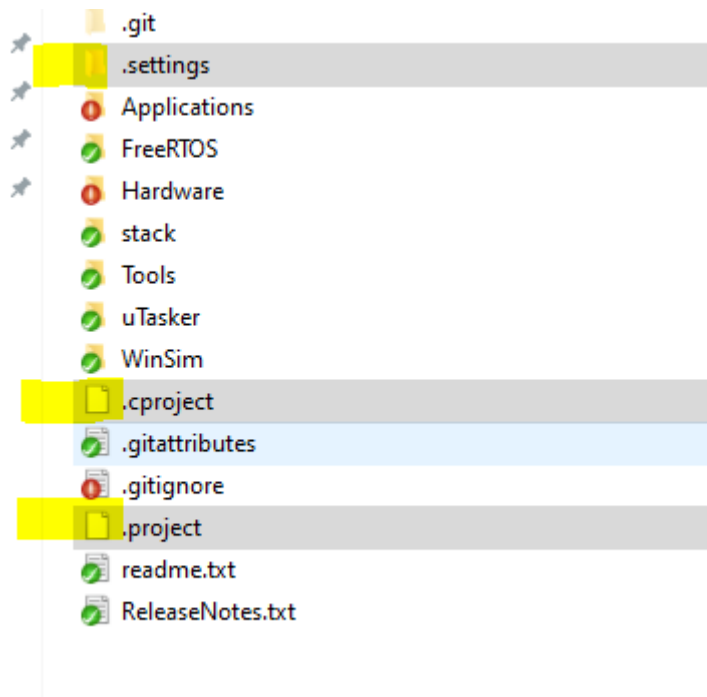 .git
.settings
Applications
FreeRTOS
Hardware
stack
Tools
uTasker
WinSim
.cproject
.gitattributes
.gitignore
.project
readme.txt
ReleaseNotes.txt